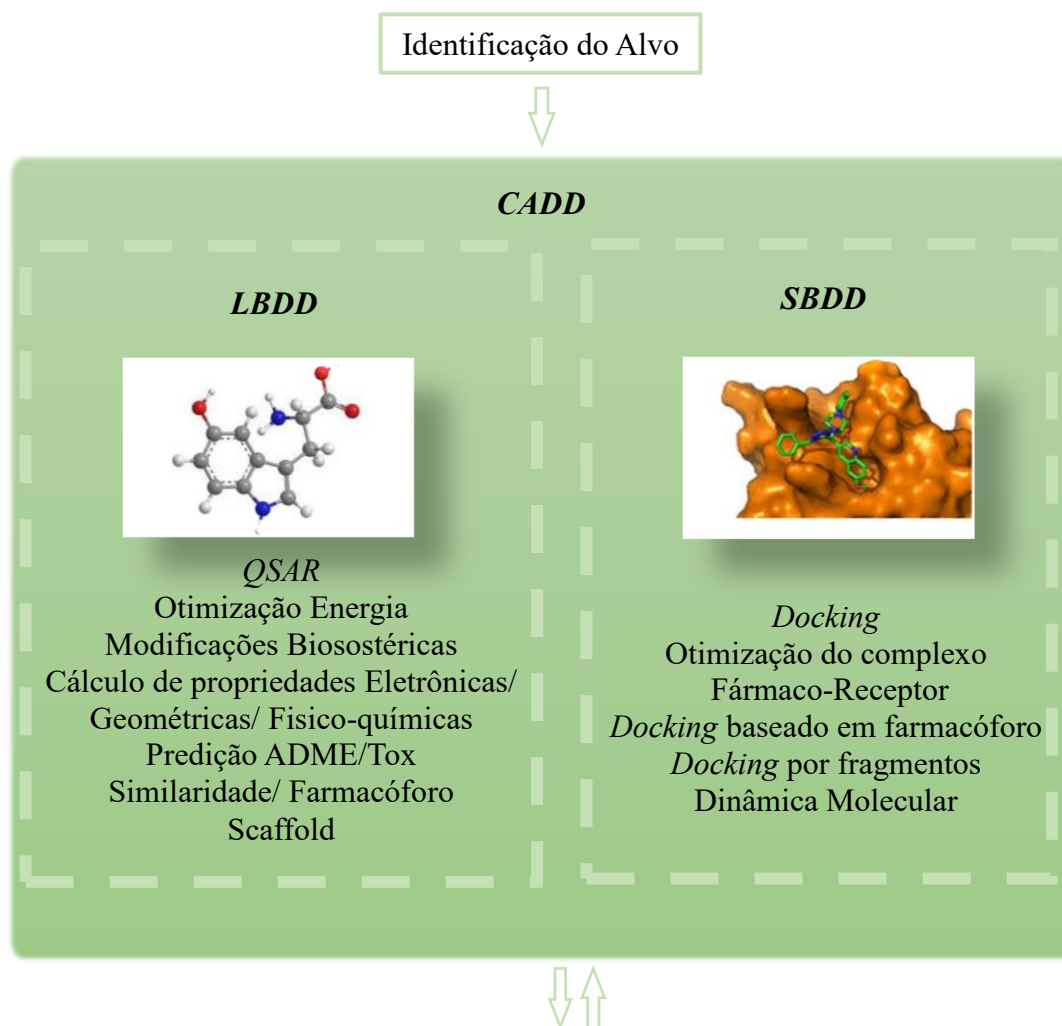 Identificação do Alvo
CADD
LBDD
QSAR
Otimização Energia
Modificações Biosostéricas
Cálculo de propriedades Eletrônicas/
Geométricas/ Fisico-químicas
Predição ADME/Tox
Similaridade/ Farmacóforo
Scaffold
SBDD
Docking
Otimização do complexo
Fármaco-Receptor
Docking baseado em farmacóforo
Docking por fragmentos
Dinâmica Molecular